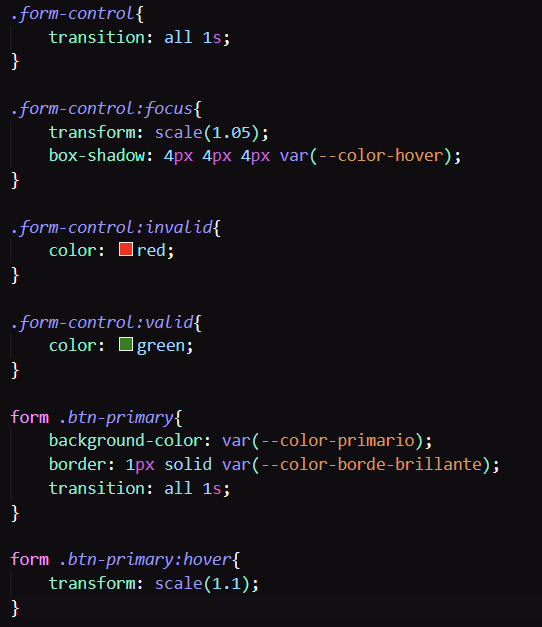 .form-control{
    transition: all 1s;
}

.form-control:focus{
    transform: scale(1.05);
    box-shadow: 4px 4px 4px var(--color-hover);
}

.form-control:invalid{
    color: red;
}

.form-control:valid{
    color: green;
}

form .btn-primary{
    background-color: var(--color-primario);
    border: 1px solid var(--color-borde-brillante);
    transition: all 1s;
}

form .btn-primary:hover{
    transform: scale(1.1);
}